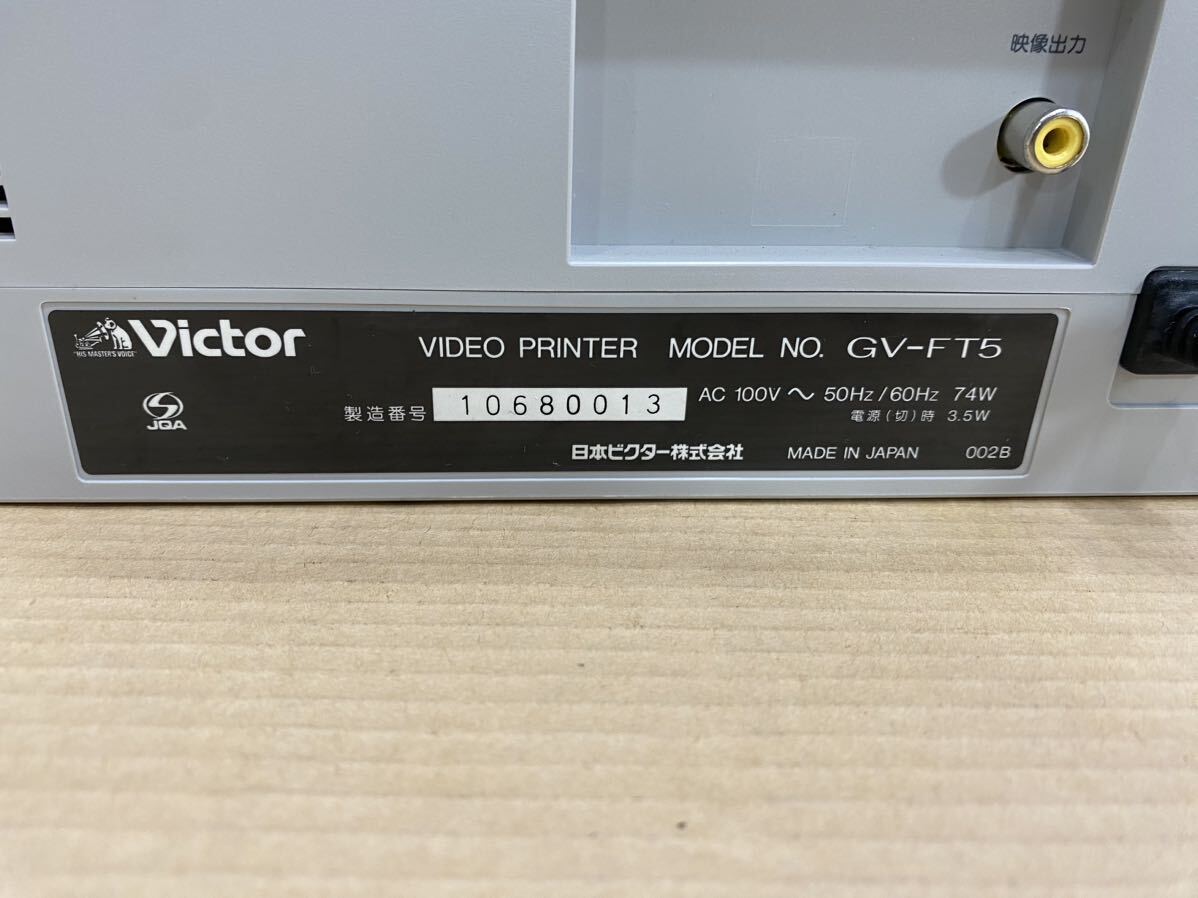 映像出力
"HIS MASTER'S VOICE" Victor
VIDEO PRINTER MODEL NO. GV-FT5
JQA
製造番号 10680013
AC 100V 〜 50Hz/60Hz 74W
電源(切)時 3.5W
日本ビクター株式会社 MADE IN JAPAN 002B